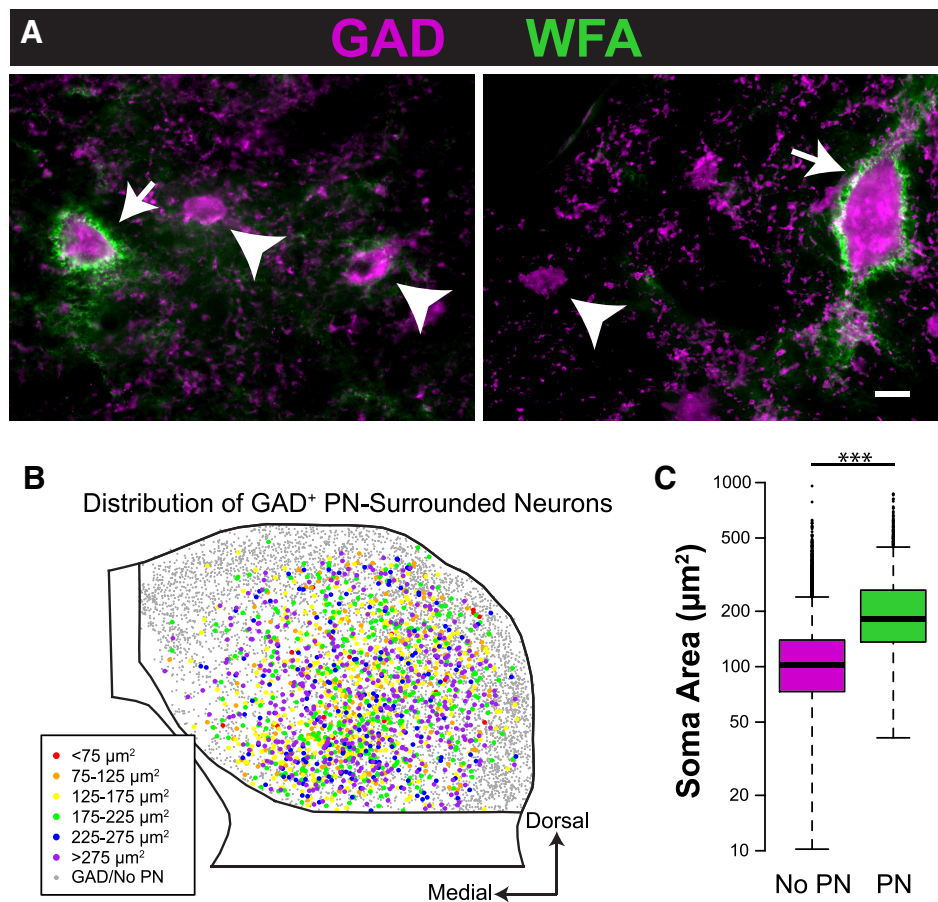 A GAD WFA
B
Distribution of GAD⁺ PN-Surrounded Neurons
<75 µm²
75-125 µm²
125-175 µm²
175-225 µm²
225-275 µm²
>275 µm²
GAD/No PN
Dorsal
Medial
C
***
Soma Area (µm²)
1000
500
200
100
50
20
10
No PN PN